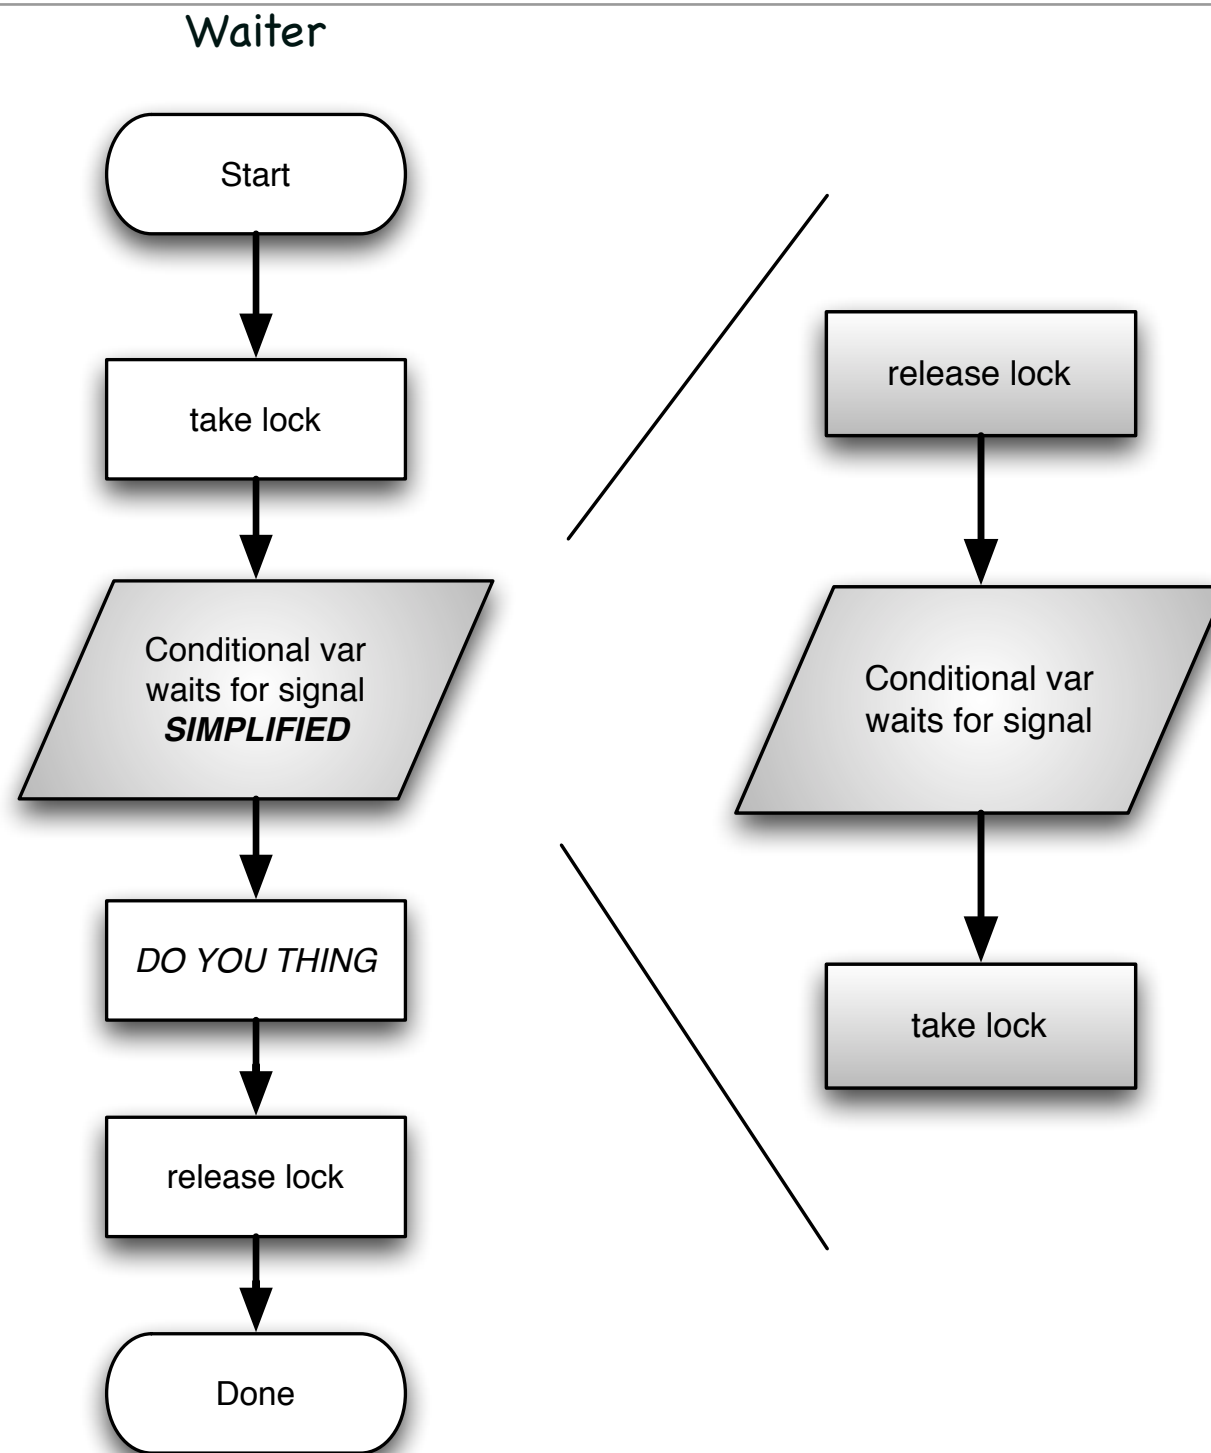 Waiter
Start
take lock
Conditional var
waits for signal
SIMPLIFIED
DO YOU THING
release lock
Done
release lock
Conditional var
waits for signal
take lock